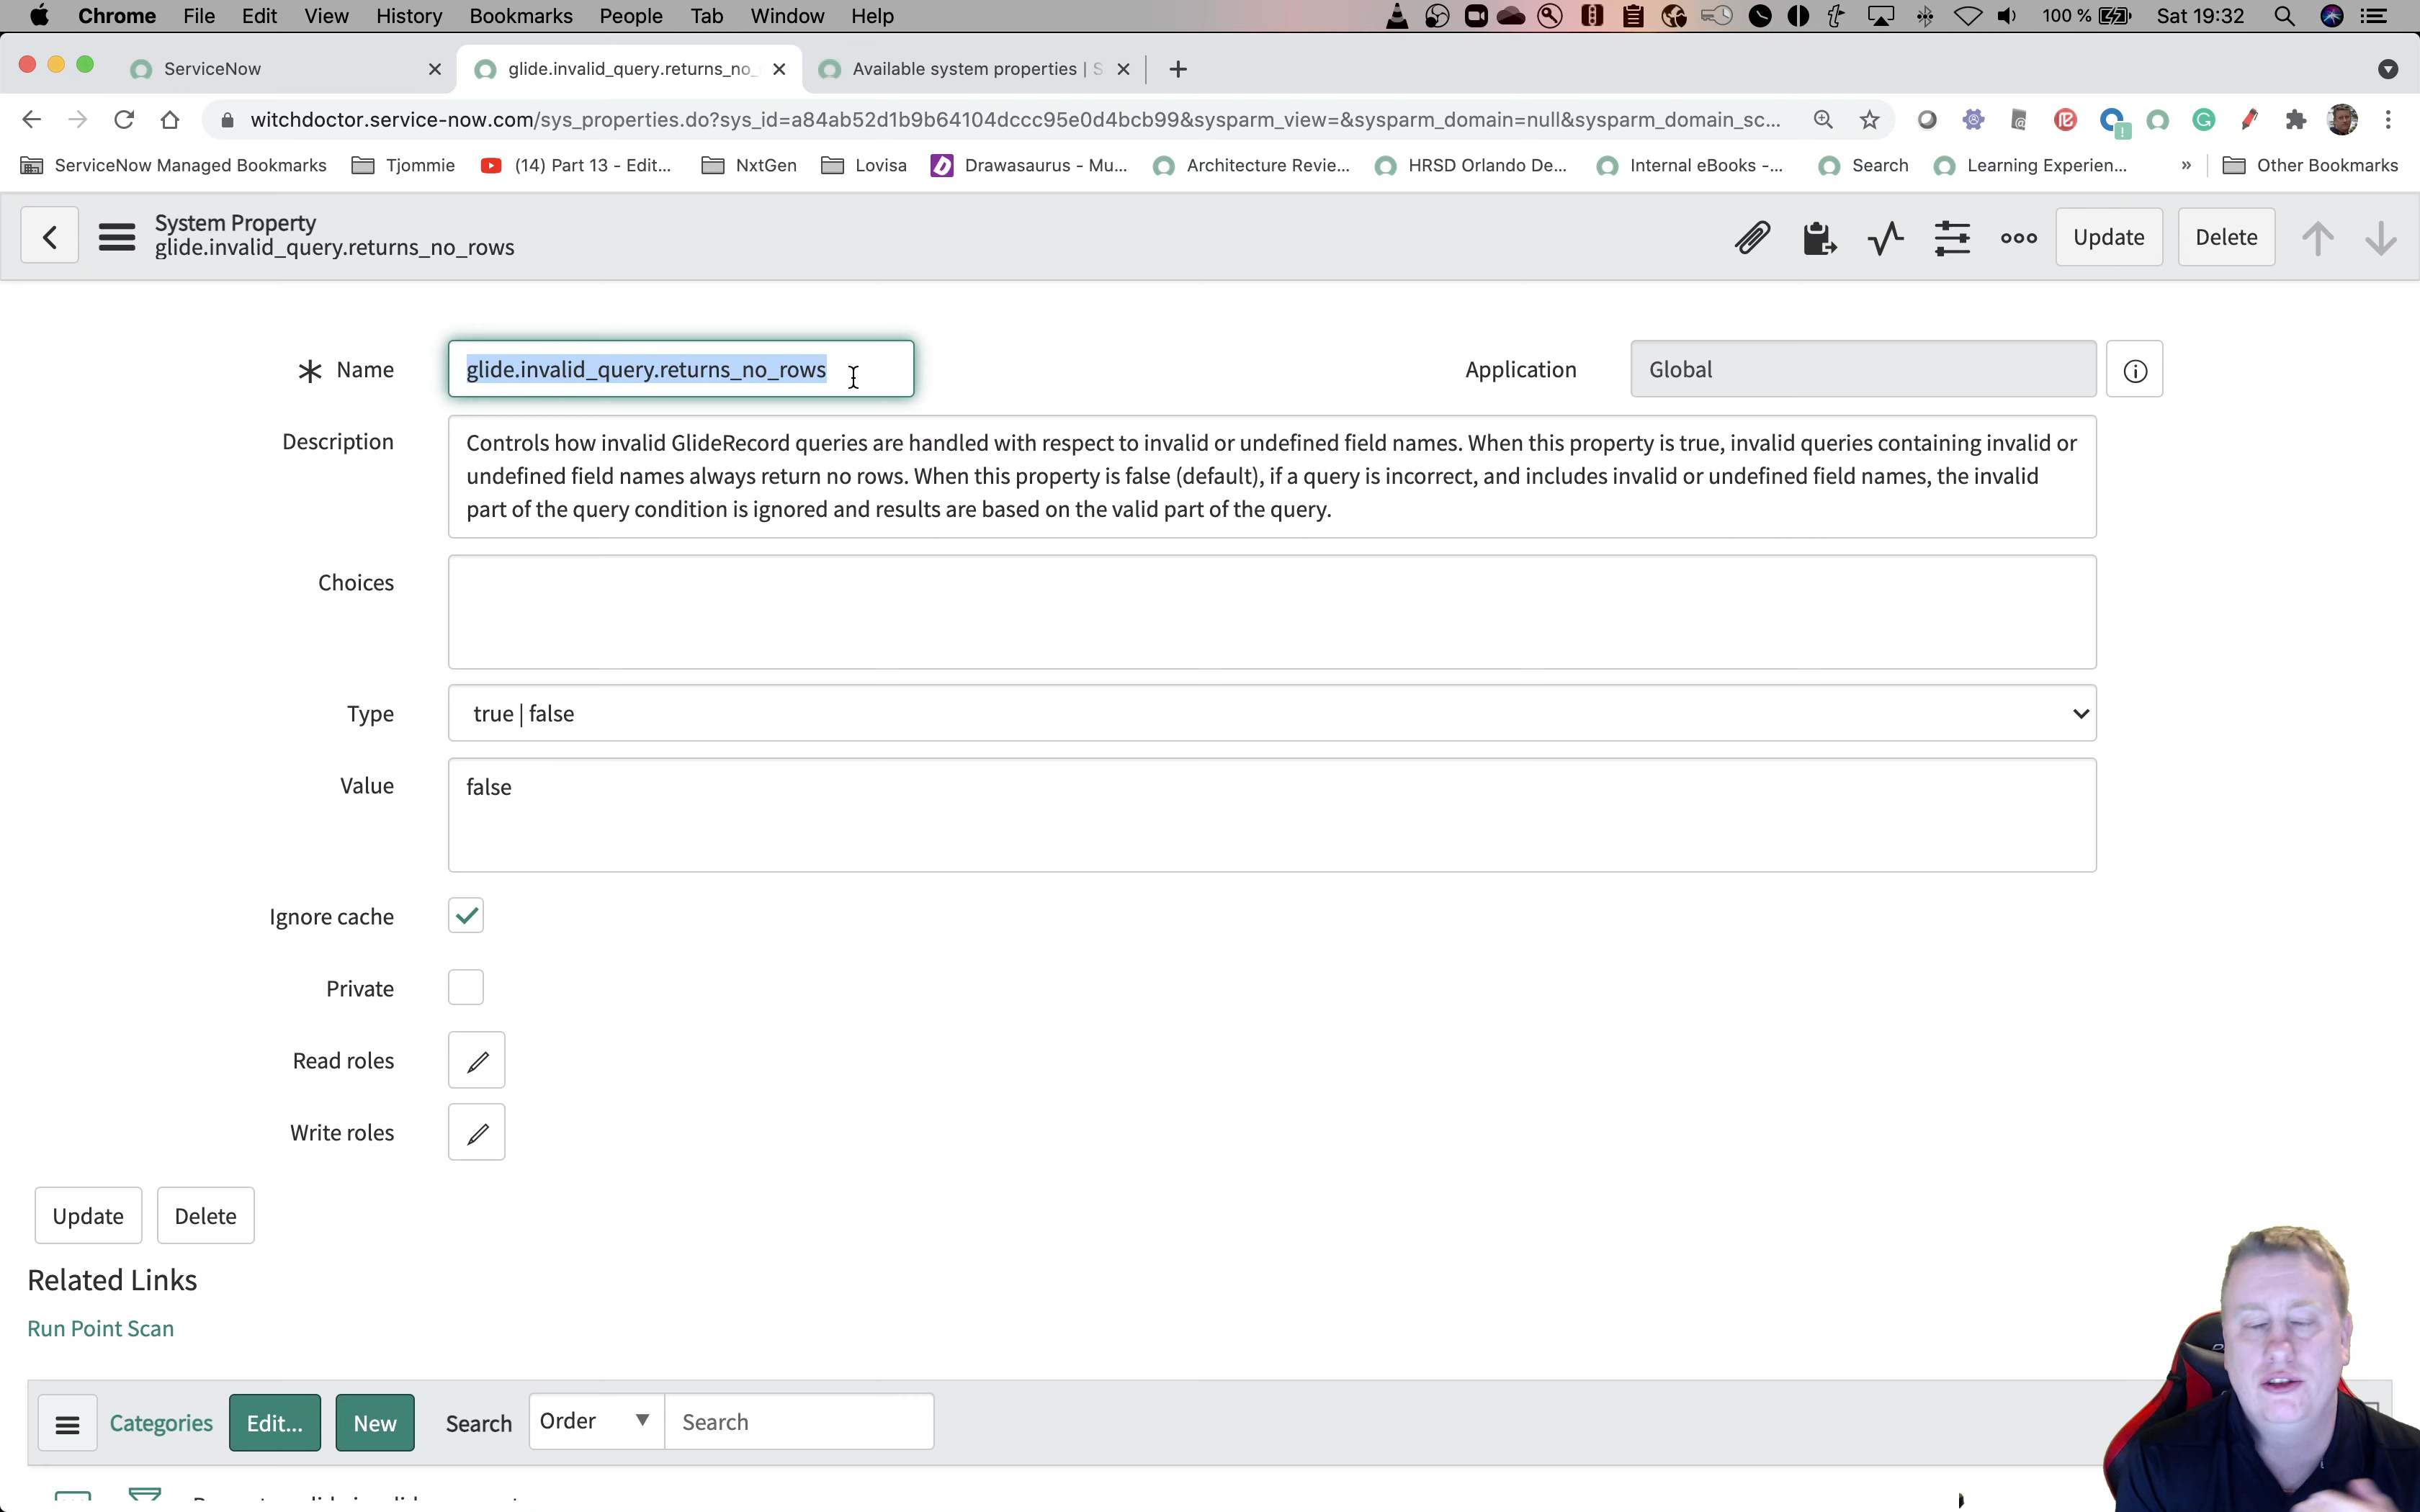 Chrome File Edit View History Bookmarks People Tab Window Help 100 % Sat 19:32
ServiceNow glide.invalid_query.returns_no_ Available system properties | S
witchdoctor.service-now.com/sys_properties.do?sys_id=a84ab52d1b9b64104dccc95e0d4bcb99&sysparm_view=&sysparm_domain=null&sysparm_domain_sc...
ServiceNow Managed Bookmarks Tjommie (14) Part 13 - Edit... NxtGen Lovisa Drawasaurus - Mu... Architecture Revie... HRSD Orlando De... Internal eBooks -... Search Learning Experien... » Other Bookmarks
System Property
glide.invalid_query.returns_no_rows
Update Delete
Name glide.invalid_query.returns_no_rows Application Global
Description Controls how invalid GlideRecord queries are handled with respect to invalid or undefined field names. When this property is true, invalid queries containing invalid or
undefined field names always return no rows. When this property is false (default), if a query is incorrect, and includes invalid or undefined field names, the invalid
part of the query condition is ignored and results are based on the valid part of the query.
Choices
Type true | false
Value false
Ignore cache
Private
Read roles
Write roles
Update Delete
Related Links
Run Point Scan
Categories Edit... New Search Order Search